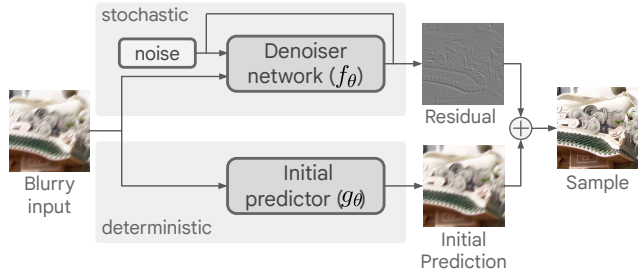 stochastic
noise
Denoiser
network (fθ)
Residual
Blurry
input
Initial
predictor (gθ)
deterministic
Initial
Prediction
Sample